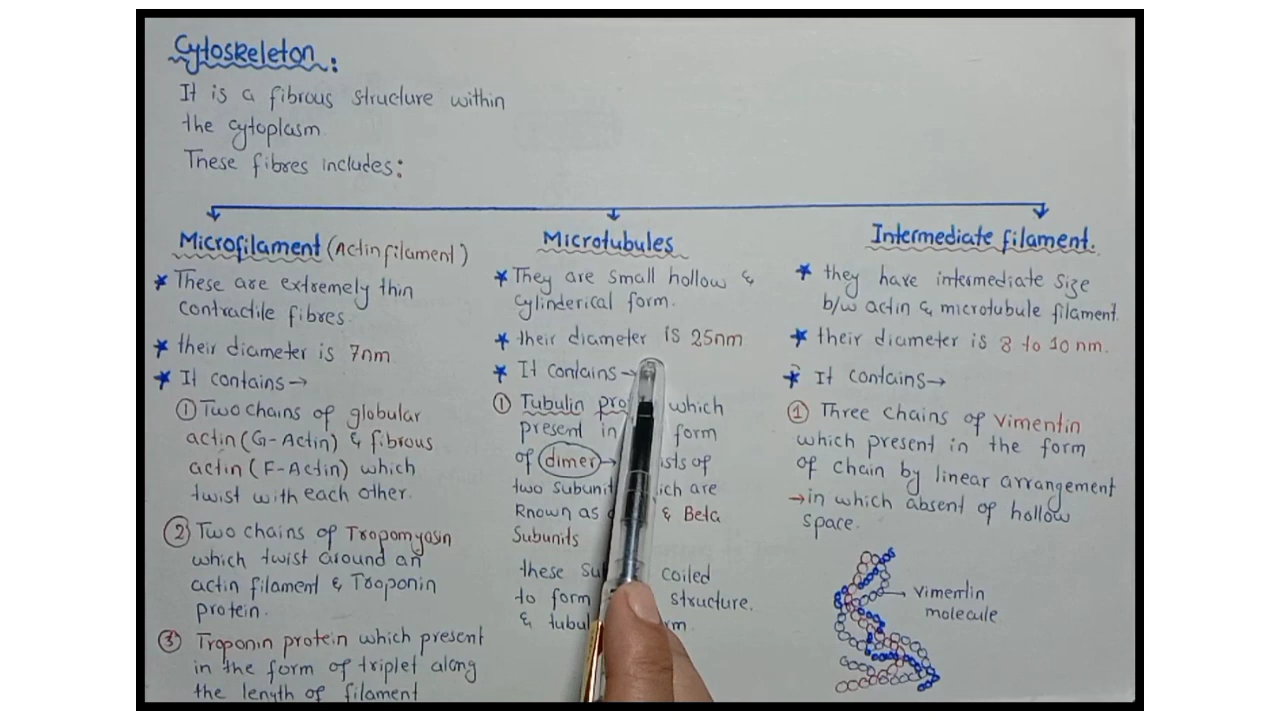 Cytoskeleton :
It is a fibrous structure within
the cytoplasm
These fibres includes:
Microfilament (Actin filament)
★ These are extremely thin
contractile fibres.
★ their diameter is 7nm
★ It contains →
① Two chains of globular
actin (G-Actin) & fibrous
actin (F-Actin) which
twist with each other.
② Two chains of Tropomyosin
which twist around an
actin filament & Troponin
protein.
③ Troponin protein which present
in the form of triplet along
the length of filament
Microtubules
★ They are small hollow &
cylinderical form.
★ their diameter is 25nm
★ It contains →
① Tubulin which
present in form
of dimer →
two subunit are
Known as & Beta
Subunits
these coiled
to form structure.
&
Intermediate filament.
★ they have intermediate size
b/w actin & microtubule filament.
★ their diameter is 8 to 10 nm.
★ It contains →
① Three chains of vimentin
which present in the form
of chain by linear arrangement
→ in which absent of hollow
space.
vimentin
molecule